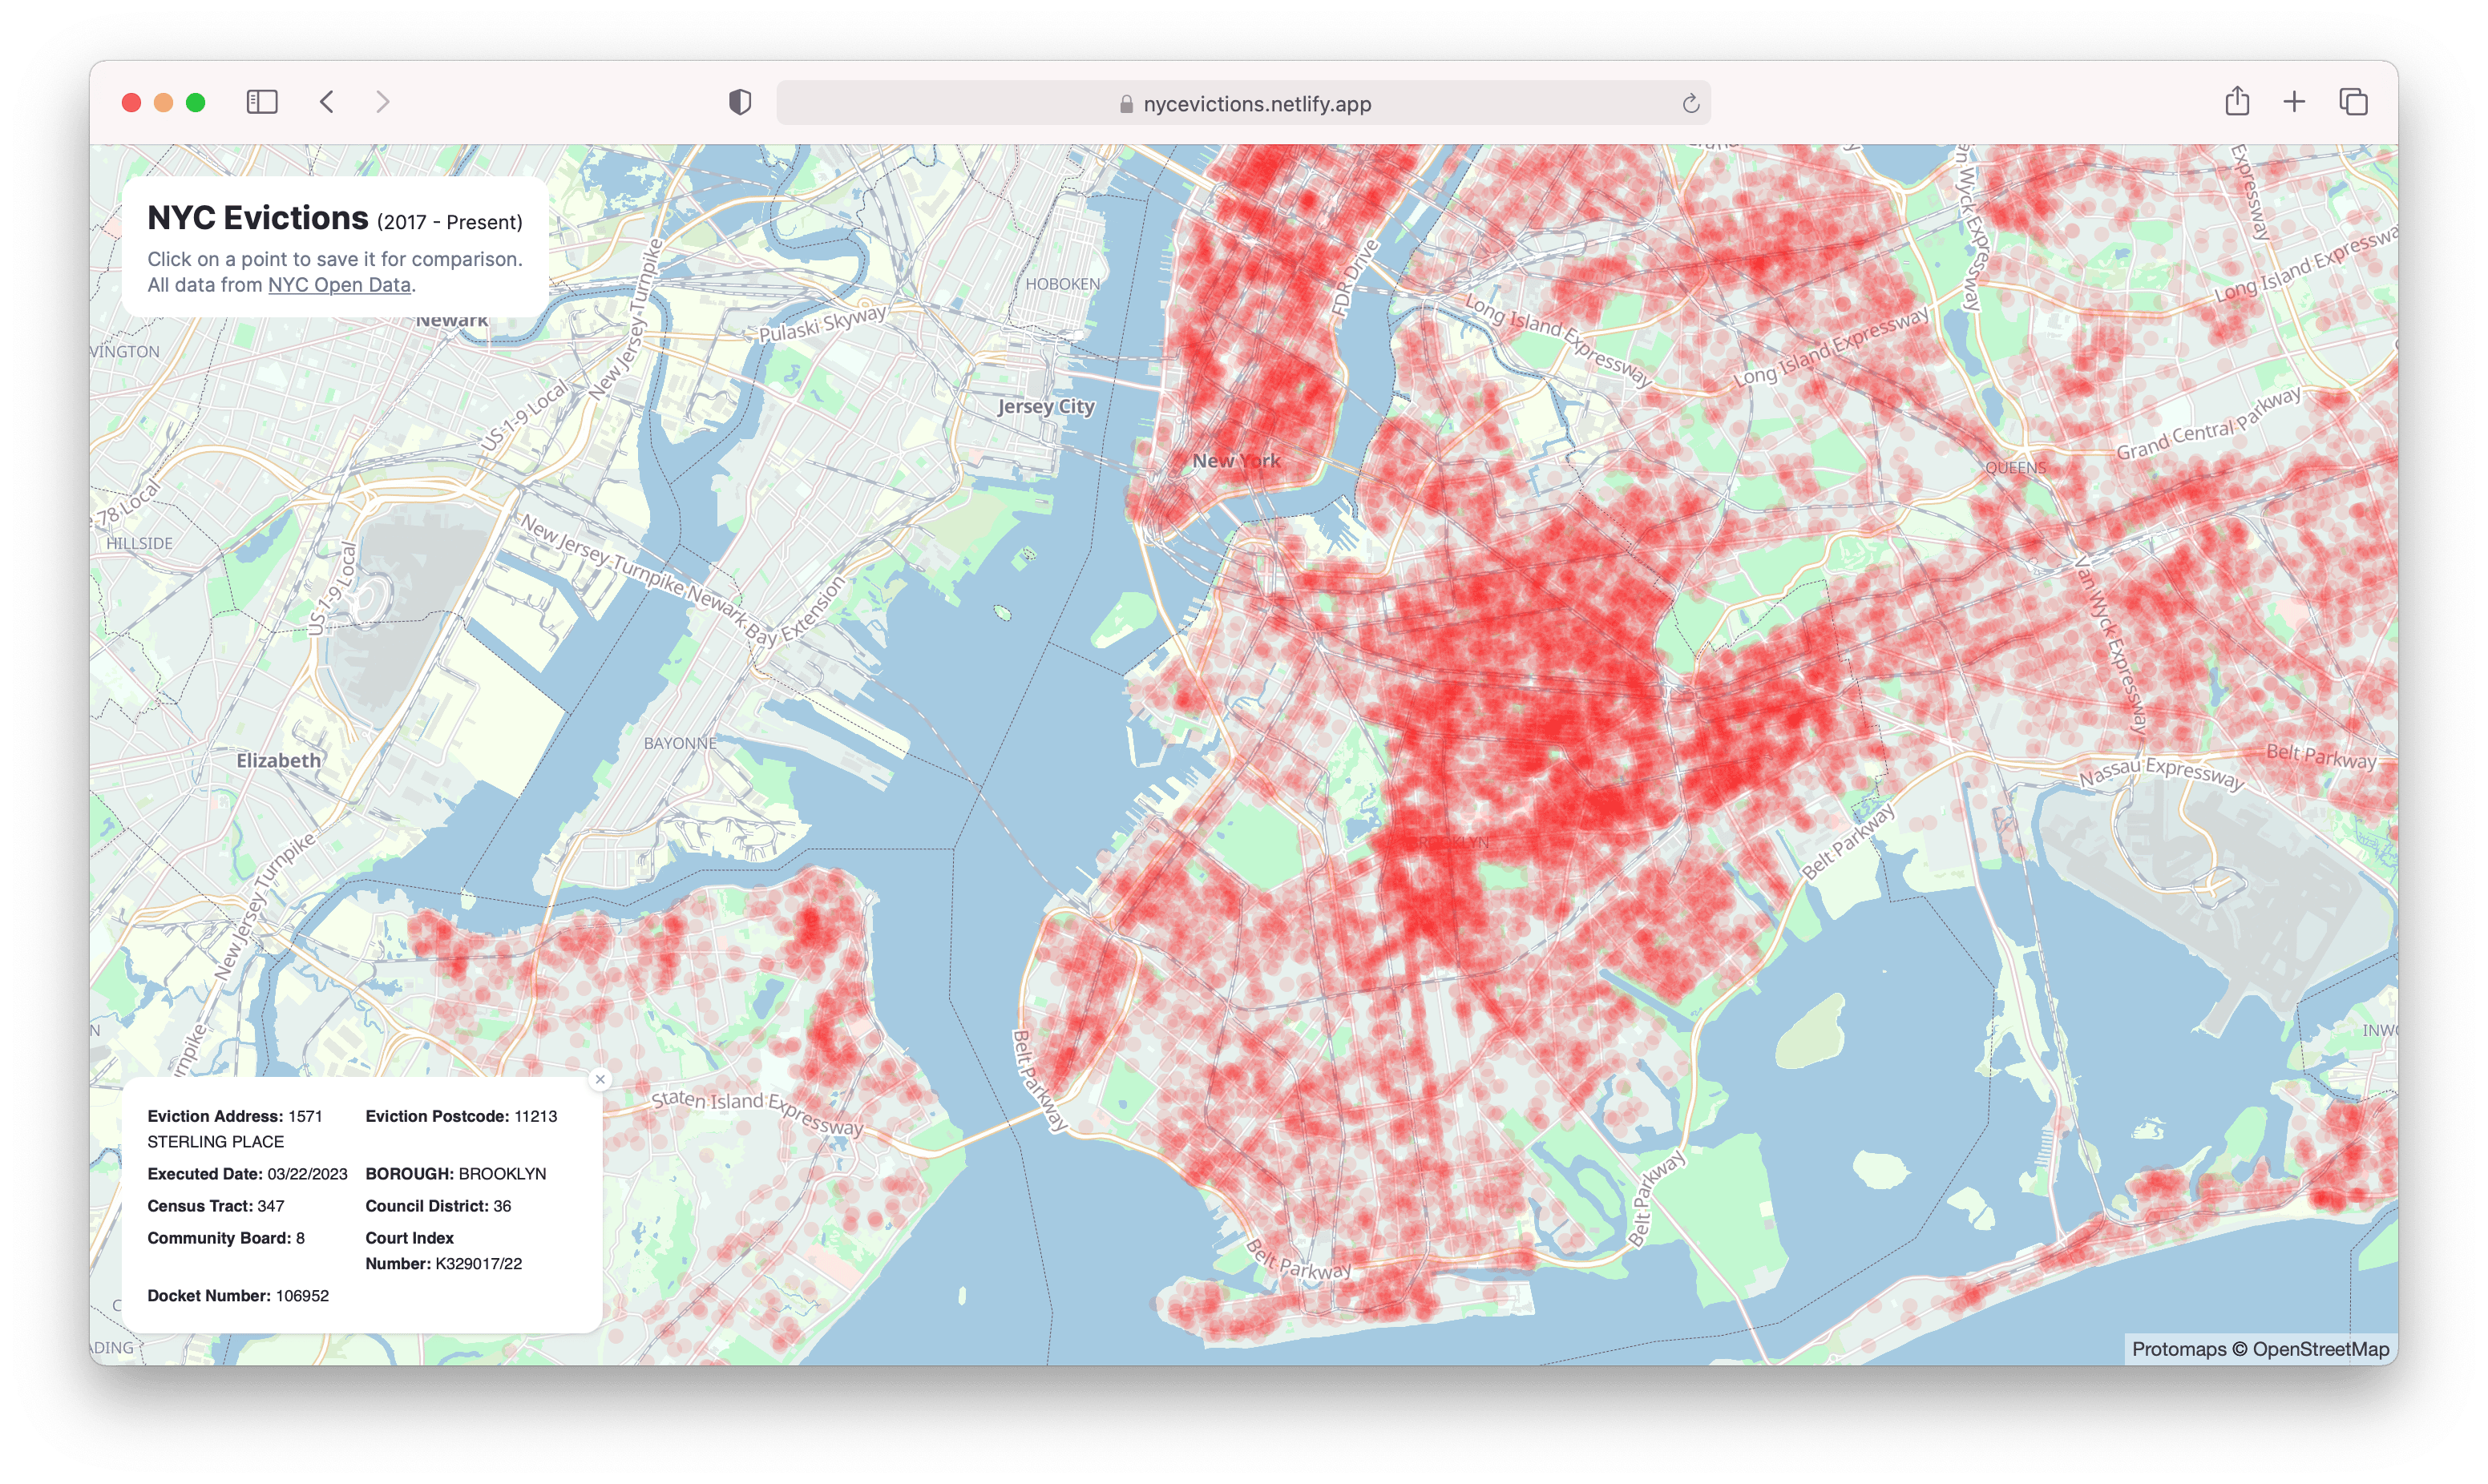 nycevictions.netlify.app
NYC Evictions (2017 - Present)
Click on a point to save it for comparison.
All data from NYC Open Data.
Newark
VINGTON
New Jersey Turnpike
Pulaski Skyway
HOBOKEN
FDR Drive
Long Island Expressway
Long Island Expressway
an Wyck Expressway
Expressway
Long Island Expresswa
Jersey City
US 1-9 Local
New York
Grand Central Parkway
QUEENS
e 78 Local
HILLSIDE
US 1-9 Local
New Jersey Turnpike Newark Bay Extension
Van Wyck Expressway
Elizabeth
BAYONNE
Belt Parkway
Nassau Expressway
BROOKLYN
Belt Parkway
New Jersey Turnpike
N
urnpike
INWO
Belt Parkway
Staten Island Expressway
Belt Parkway
Belt Parkway
Eviction Address: 1571
STERLING PLACE
Eviction Postcode: 11213
Executed Date: 03/22/2023
BOROUGH: BROOKLYN
Census Tract: 347
Council District: 36
Community Board: 8
Court Index
Number: K329017/22
Docket Number: 106952
C
ADING
Protomaps © OpenStreetMap